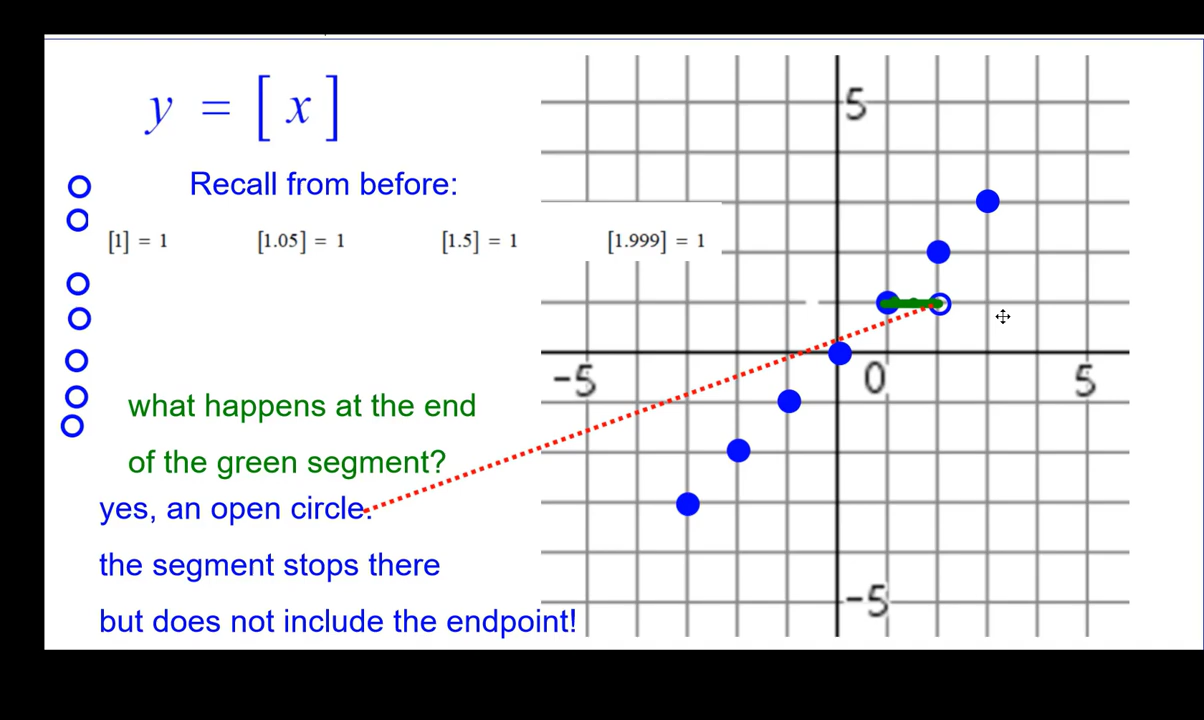 y = [ x ]
Recall from before:
[1] = 1 [1.05] = 1 [1.5] = 1 [1.999] = 1
what happens at the end
of the green segment?
yes, an open circle.
the segment stops there
but does not include the endpoint!
5
-5 0 5
-5